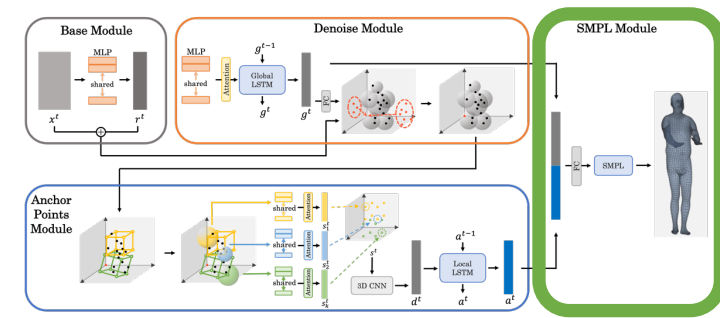 Base Module
MLP
shared
x^t
r^t
Denoise Module
MLP
shared
Attention
g^{t-1}
Global
LSTM
g^t
g^t
FC
SMPL Module
FC
SMPL
Anchor
Points
Module
shared
Attention
s_1^t
shared
Attention
s_2^t
shared
Attention
s_k^t
s^t
3D CNN
d^t
a^{t-1}
Local
LSTM
a^t
a^t